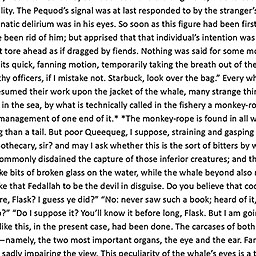 lity. The Pequod's signal was at last responded to by the stranger's
natic delirium was in his eyes. So soon as this figure had been first
e been rid of him; but apprised that that individual's intention was
t tore ahead as if dragged by fiends. Nothing was said for some mo
its quick, fanning motion, temporarily taking the breath out of the
hy officers, if I mistake not. Starbuck, look over the bag." Every wh
esumed their work upon the jacket of the whale, many strange thin
in the sea, by what is technically called in the fishery a monkey-ro
management of one end of it.* *The monkey-rope is found in all w
g than a tail. But poor Queequeg, I suppose, straining and gasping
othecary, sir? and may I ask whether this is the sort of bitters by w
ommonly disdained the capture of those inferior creatures; and th
ke bits of broken glass on the water, while the whale beyond also
ke that Fedallah to be the devil in disguise. Do you believe that co
re, Flask? I guess ye did?" "No: never saw such a book; heard of it,
o?" "Do I suppose it? You'll know it before long, Flask. But I am goin
like this, in the present case, had been done. The carcases of both
—namely, the two most important organs, the eye and the ear. Far
sadly impairing the view. This peculiarity of the whale's eyes is a t